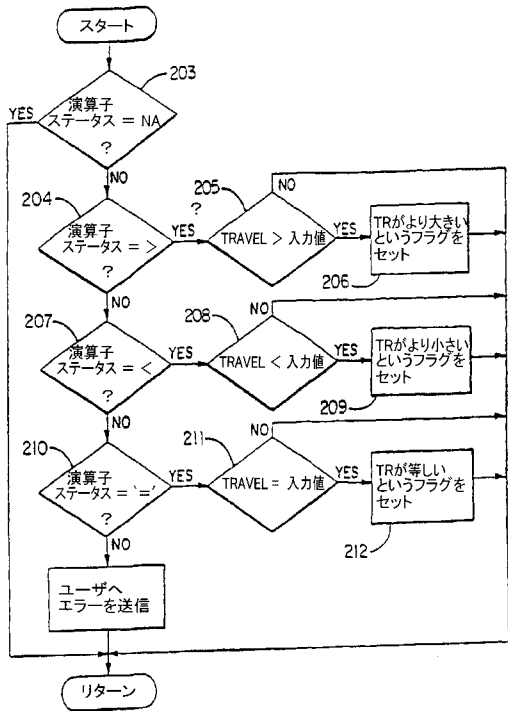 スタート
203
YES
演算子
ステータス = NA
?
NO
204
演算子
ステータス = >
?
YES
205
NO
?
TRAVEL > 入力値
YES
TRがより大きい
というフラグを
セット
206
NO
207
演算子
ステータス = <
?
YES
208
NO
TRAVEL < 入力値
YES
TRがより小さい
というフラグを
セット
209
NO
210
演算子
ステータス = '='
?
YES
211
NO
TRAVEL = 入力値
YES
TRが等しい
というフラグを
セット
212
NO
ユーザへ
エラーを送信
リターン